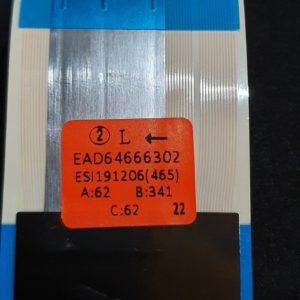 ② L ←
EAD64666302
ESI191206(465)
A:62 B:341
C:62 22